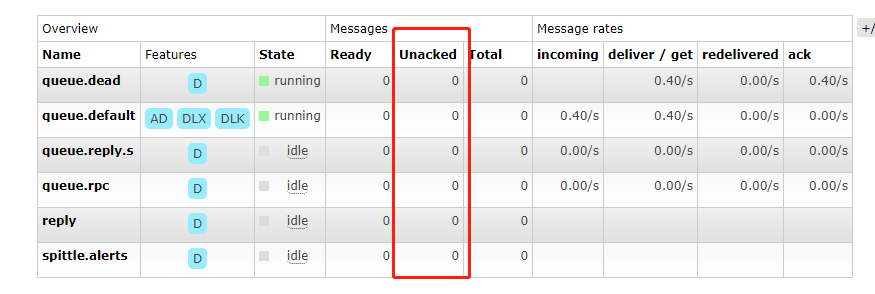 Overview Messages Message rates +/
Name Features State Ready Unacked Total incoming deliver / get redelivered ack
queue.dead D running 0 0 0 0.40/s 0.00/s 0.40/s
queue.default AD DLX DLK running 0 0 0 0.40/s 0.40/s 0.00/s 0.00/s
queue.reply.s D idle 0 0 0 0.00/s 0.00/s 0.00/s 0.00/s
queue.rpc D idle 0 0 0 0.00/s 0.00/s 0.00/s 0.00/s
reply D idle 0 0 0
spittle.alerts D idle 0 0 0